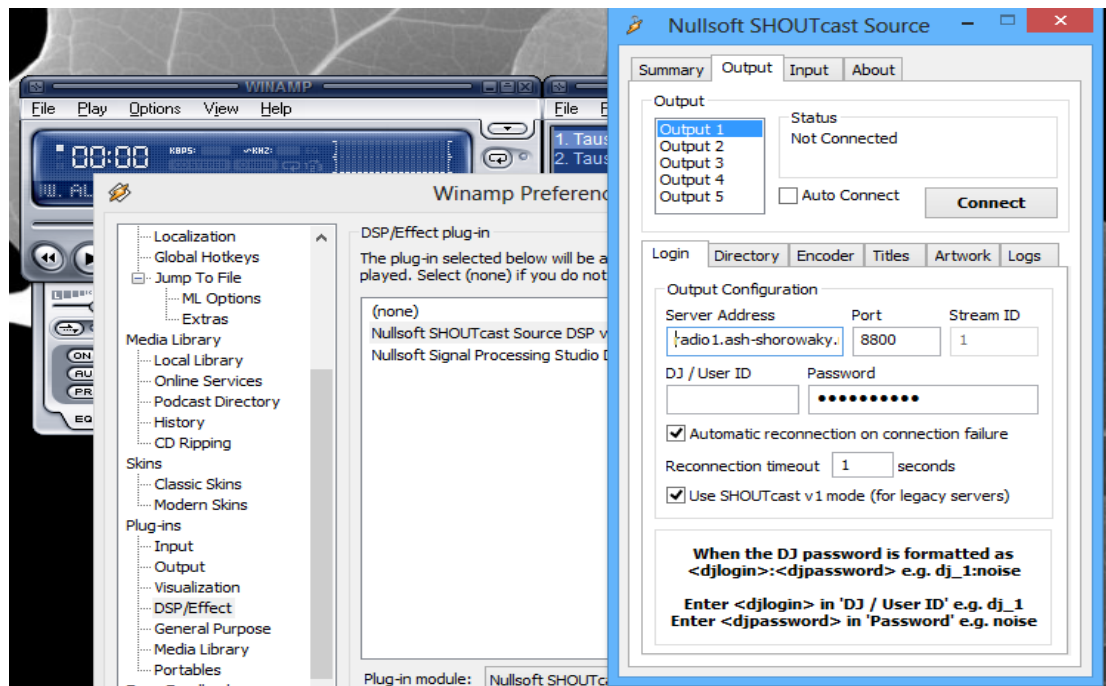 WINAMP
File Play Options View Help
File
00:00 KBPS: KHZ:
1. Taus
2. Taus
ON
Winamp Preferenc
Localization
Global Hotkeys
Jump To File
ML Options
Extras
Media Library
Local Library
Online Services
Podcast Directory
History
CD Ripping
Skins
Classic Skins
Modern Skins
Plug-ins
Input
Output
Visualization
DSP/Effect
General Purpose
Media Library
Portables
DSP/Effect plug-in
The plug-in selected below will be a
played. Select (none) if you do not
(none)
Nullsoft SHOUTcast Source DSP v
Nullsoft Signal Processing Studio D
Plug-in module: Nullsoft SHOUTca
Nullsoft SHOUTcast Source
Summary Output Input About
Output
Output 1
Output 2
Output 3
Output 4
Output 5
Status
Not Connected
Auto Connect
Connect
Login Directory Encoder Titles Artwork Logs
Output Configuration
Server Address Port Stream ID
radio1.ash-shorowaky. 8800 1
DJ / User ID Password
••••••••••
Automatic reconnection on connection failure
Reconnection timeout 1 seconds
Use SHOUTcast v1 mode (for legacy servers)
When the DJ password is formatted as
<djlogin>:<djpassword> e.g. dj_1:noise
Enter <djlogin> in 'DJ / User ID' e.g. dj_1
Enter <djpassword> in 'Password' e.g. noise